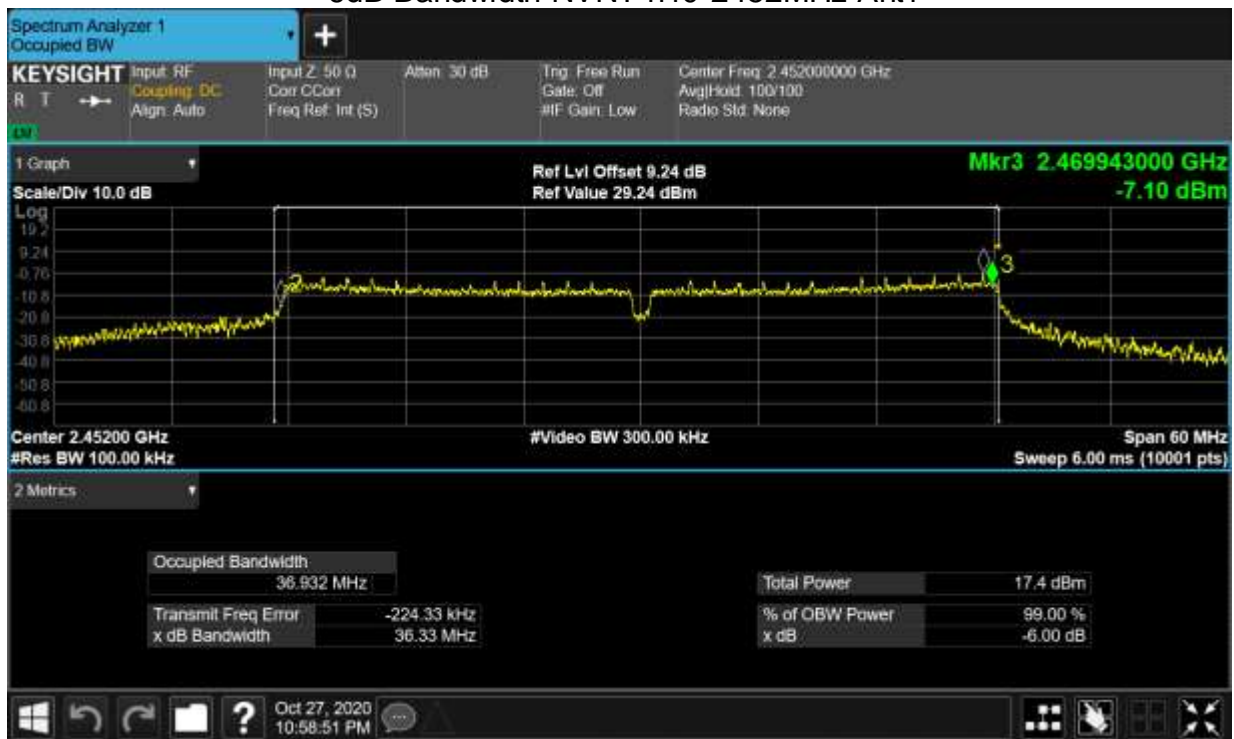 Spectrum Analyzer 1
Occupied BW
KEYSIGHT
R T
Input: RF
Coupling: DC
Align: Auto
Input Z: 50 Ω
Corr CCorr
Freq Ref: Int (S)
Atten: 30 dB
Trig: Free Run
Gate: Off
#IF Gain: Low
Center Freq: 2.452000000 GHz
Avg|Hold: 100/100
Radio Std: None
1 Graph
Scale/Div 10.0 dB
Ref Lvl Offset 9.24 dB
Ref Value 29.24 dBm
Mkr3 2.469943000 GHz
-7.10 dBm
Log
19.2
9.24
-0.76
-10.8
-20.8
-30.8
-40.8
-50.8
-60.8
2
3
Center 2.45200 GHz
#Res BW 100.00 kHz
#Video BW 300.00 kHz
Span 60 MHz
Sweep 6.00 ms (10001 pts)
2 Metrics
Occupied Bandwidth
36.932 MHz
Transmit Freq Error -224.33 kHz
x dB Bandwidth 36.33 MHz
Total Power 17.4 dBm
% of OBW Power 99.00 %
x dB -6.00 dB
Oct 27, 2020
10:58:51 PM